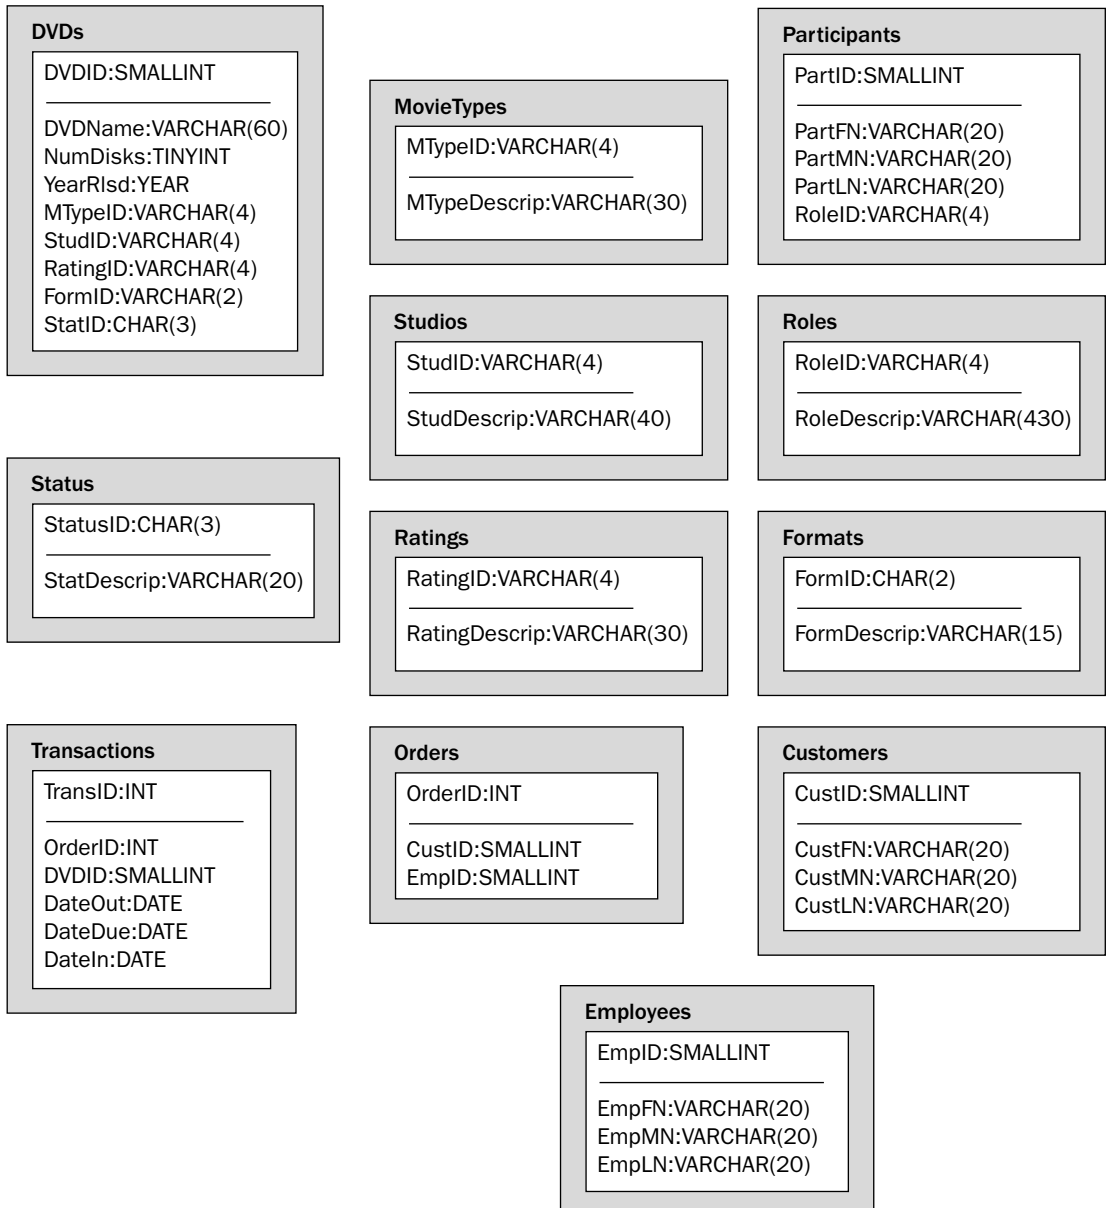 DVDs
DVDID:SMALLINT
DVDName:VARCHAR(60)
NumDisks:TINYINT
YearRlsd:YEAR
MTypeID:VARCHAR(4)
StudID:VARCHAR(4)
RatingID:VARCHAR(4)
FormID:VARCHAR(2)
StatID:CHAR(3)
MovieTypes
MTypeID:VARCHAR(4)
MTypeDescrip:VARCHAR(30)
Participants
PartID:SMALLINT
PartFN:VARCHAR(20)
PartMN:VARCHAR(20)
PartLN:VARCHAR(20)
RoleID:VARCHAR(4)
Studios
StudID:VARCHAR(4)
StudDescrip:VARCHAR(40)
Roles
RoleID:VARCHAR(4)
RoleDescrip:VARCHAR(430)
Status
StatusID:CHAR(3)
StatDescrip:VARCHAR(20)
Ratings
RatingID:VARCHAR(4)
RatingDescrip:VARCHAR(30)
Formats
FormID:CHAR(2)
FormDescrip:VARCHAR(15)
Transactions
TransID:INT
OrderID:INT
DVDID:SMALLINT
DateOut:DATE
DateDue:DATE
DateIn:DATE
Orders
OrderID:INT
CustID:SMALLINT
EmpID:SMALLINT
Customers
CustID:SMALLINT
CustFN:VARCHAR(20)
CustMN:VARCHAR(20)
CustLN:VARCHAR(20)
Employees
EmpID:SMALLINT
EmpFN:VARCHAR(20)
EmpMN:VARCHAR(20)
EmpLN:VARCHAR(20)